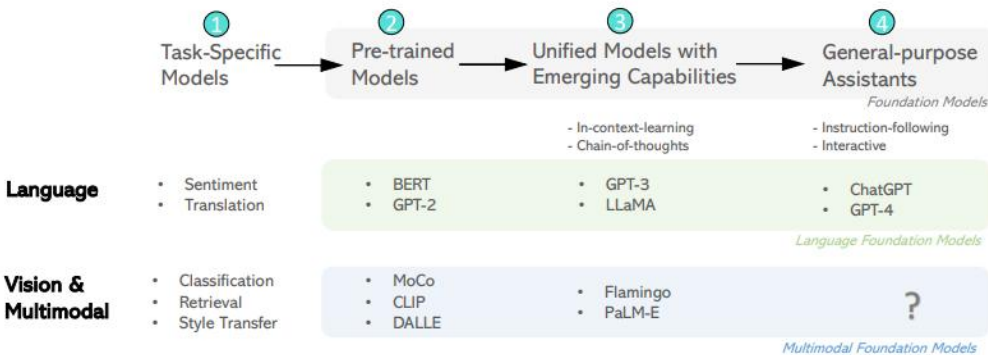 1
2
3
4
Task-Specific
Models
Pre-trained
Models
Unified Models with
Emerging Capabilities
General-purpose
Assistants
Foundation Models
- In-context-learning
- Chain-of-thoughts
- Instruction-following
- Interactive
Language
• Sentiment
• Translation
• BERT
• GPT-2
• GPT-3
• LLaMA
• ChatGPT
• GPT-4
Language Foundation Models
Vision &
Multimodal
• Classification
• Retrieval
• Style Transfer
• MoCo
• CLIP
• DALLE
• Flamingo
• PaLM-E
?
Multimodal Foundation Models